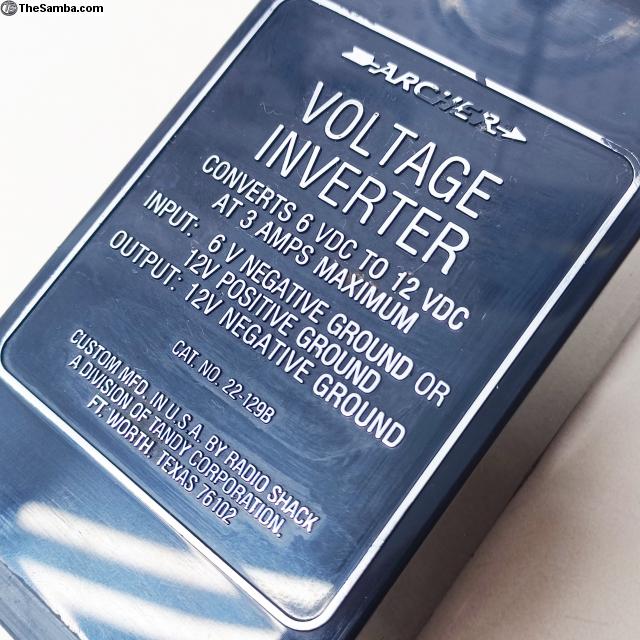 TheSamba.com
ARCHER
VOLTAGE
INVERTER
CONVERTS 6 VDC TO 12 VDC
AT 3 AMPS MAXIMUM
INPUT: 6 V NEGATIVE GROUND OR
12V POSITIVE GROUND
OUTPUT: 12V NEGATIVE GROUND
CAT. NO. 22-129B
CUSTOM MFD. IN U.S.A. BY RADIO SHACK
A DIVISION OF TANDY CORPORATION.
FT. WORTH, TEXAS 76102